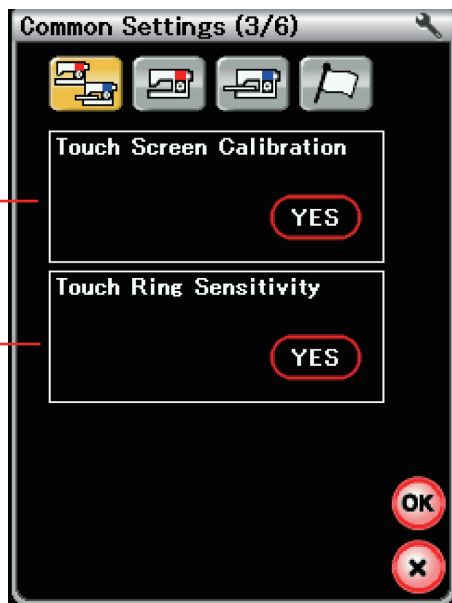 Common Settings (3/6)
Touch Screen Calibration
YES
Touch Ring Sensitivity
YES
OK